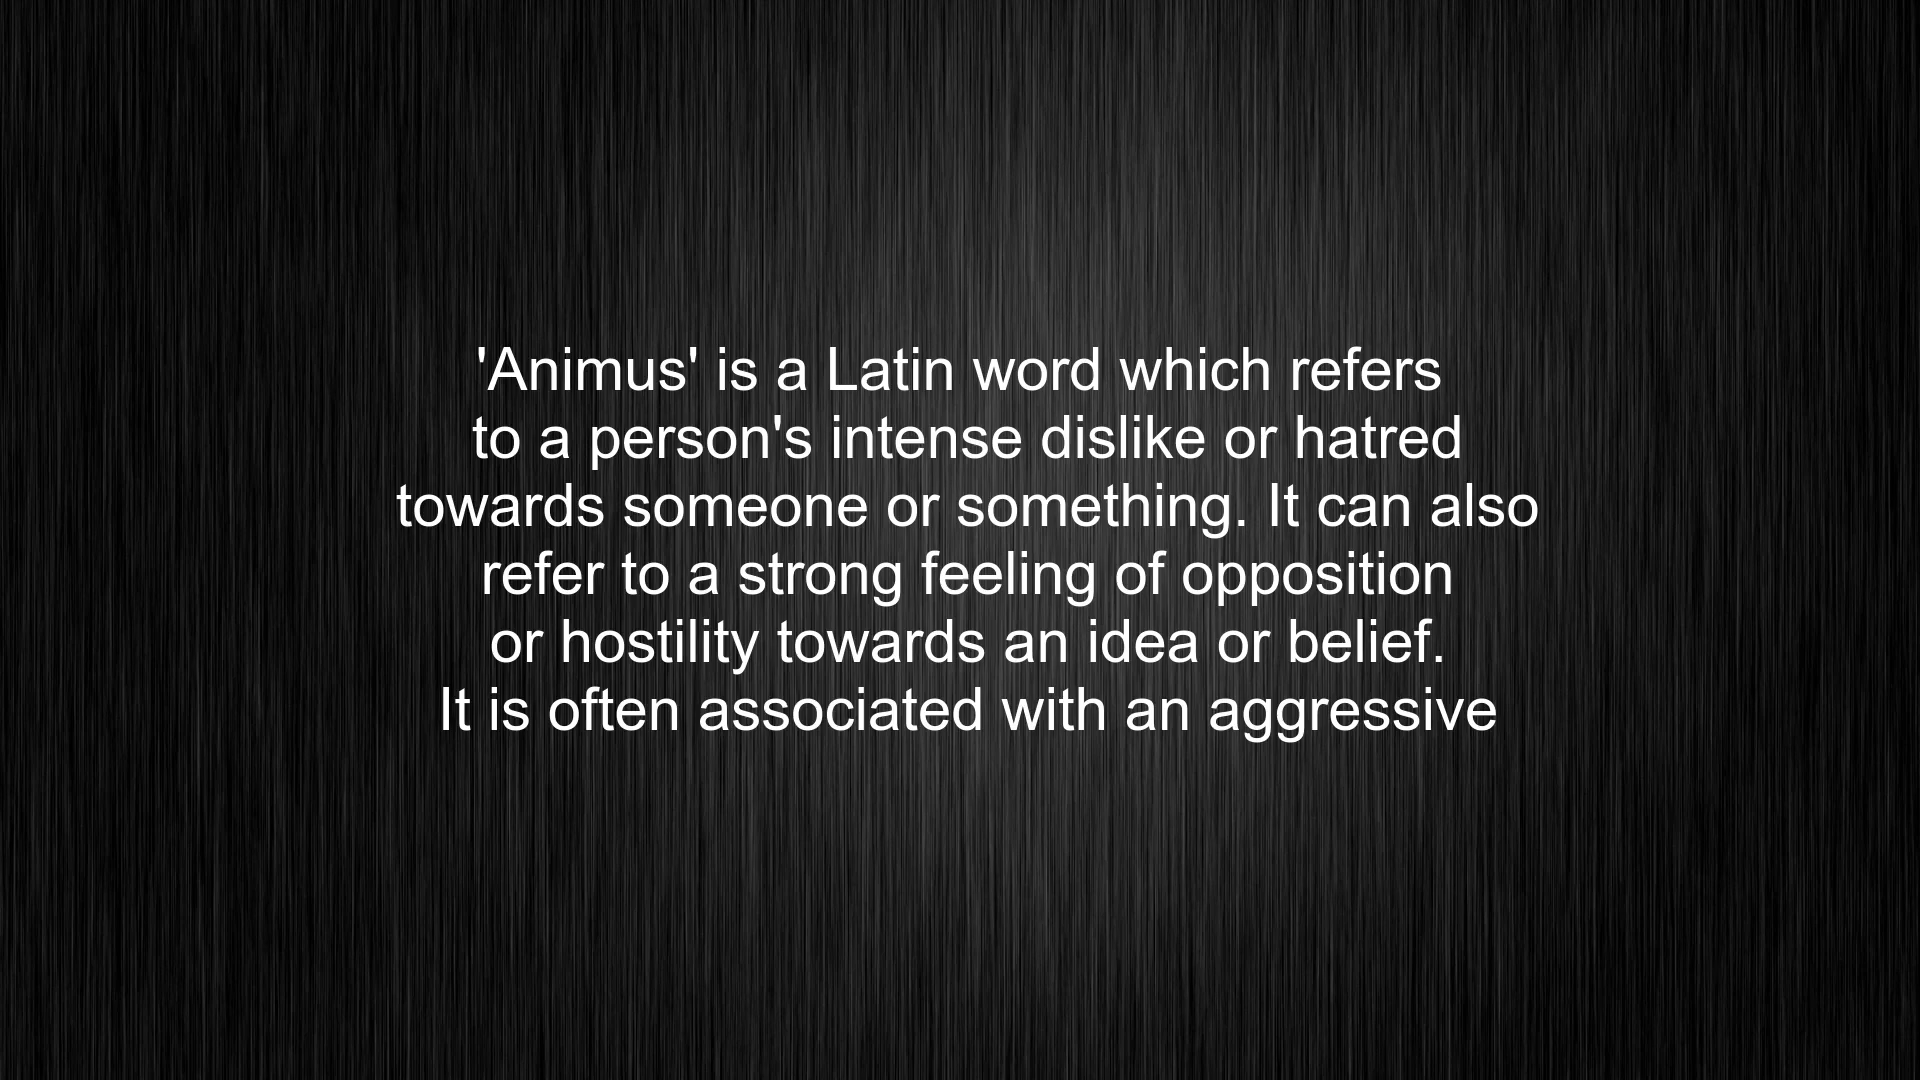 'Animus' is a Latin word which refers
to a person's intense dislike or hatred
towards someone or something. It can also
refer to a strong feeling of opposition
or hostility towards an idea or belief.
It is often associated with an aggressive